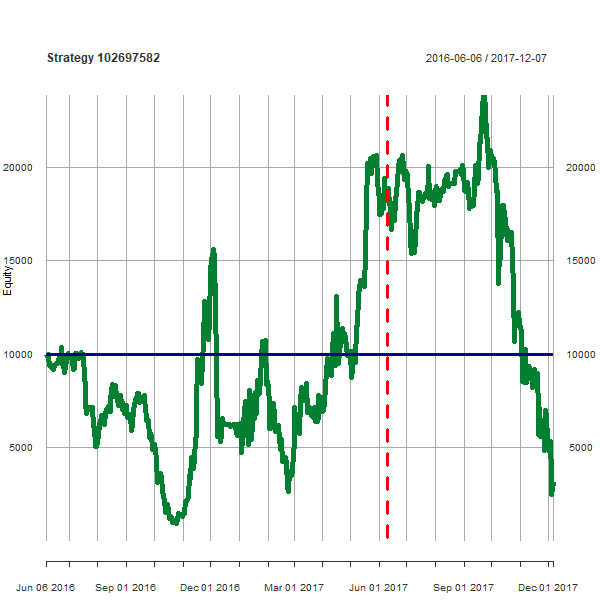 Strategy 102697582
2016-06-06 / 2017-12-07
20000
20000
15000
15000
Equity
10000
10000
5000
5000
Jun 06 2016
Sep 01 2016
Dec 01 2016
Mar 01 2017
Jun 01 2017
Sep 01 2017
Dec 01 2017